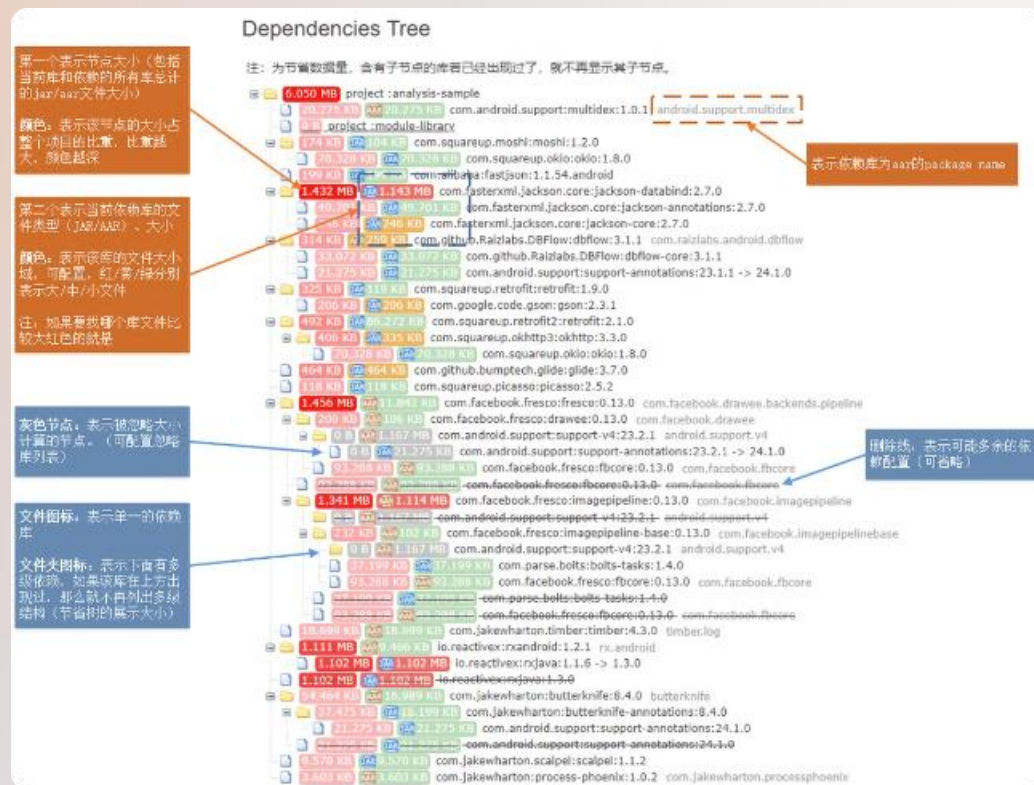 Dependencies Tree
注：为节省数据量，含有子节点的库若已经出现过了，就不再显示其子节点。
第一个表示节点大小（包括
当前库和依赖的所有库总计
的jar/aar文件大小）
颜色：表示该节点的大小占
整个项目的比重，比重越
大，颜色越深
第二个表示当前依赖库的文
件类型（JAR/AAR）、大小
颜色：表示该库的文件大小
域，可配置，红/黄/绿分别
表示大/中/小文件
注：如果要找哪个库文件比
较大红色的就是
灰色节点：表示被忽略大小
计算的节点。（可配置忽略
库列表）
文件图标：表示单一的依赖
库
文件夹图标：表示下面有多
级依赖，如果该库在上方出
现过，那么就不再列出多级
结构（节省树的展示大小）
6.050 MB project :analysis-sample
20.275 KB AAR 20.275 KB com.android.support:multidex:1.0.1 android.support.multidex
0 B project :module-library
174 KB JAR 104 KB com.squareup.moshi:moshi:1.2.0
70.328 KB JAR 70.328 KB com.squareup.okio:okio:1.8.0
199 KB com.alibaba:fastjson:1.1.54.android
1.432 MB JAR 1.143 MB com.fasterxml.jackson.core:jackson-databind:2.7.0
49.701 KB com.fasterxml.jackson.core:jackson-annotations:2.7.0
JAR 246 KB com.fasterxml.jackson.core:jackson-core:2.7.0
314 KB AAR 259 KB com.github.Raizlabs.DBFlow:dbflow:3.1.1 com.raizlabs.android.dbflow
33.072 KB JAR 33.072 KB com.github.Raizlabs.DBFlow:dbflow-core:3.1.1
21.275 KB JAR 21.275 KB com.android.support:support-annotations:23.1.1 -> 24.1.0
325 KB JAR 119 KB com.squareup.retrofit:retrofit:1.9.0
206 KB JAR 206 KB com.google.code.gson:gson:2.3.1
492 KB JAR 86.272 KB com.squareup.retrofit2:retrofit:2.1.0
406 KB JAR 335 KB com.squareup.okhttp3:okhttp:3.3.0
70.328 KB JAR 70.328 KB com.squareup.okio:okio:1.8.0
464 KB JAR 464 KB com.github.bumptech.glide:glide:3.7.0
118 KB JAR 118 KB com.squareup.picasso:picasso:2.5.2
1.456 MB AAR 11.842 KB com.facebook.fresco:fresco:0.13.0 com.facebook.drawee.backends.pipeline
200 KB AAR 106 KB com.facebook.fresco:drawee:0.13.0 com.facebook.drawee
0 B AAR 1.167 MB com.android.support:support-v4:23.2.1 android.support.v4
0 B JAR 21.275 KB com.android.support:support-annotations:23.2.1 -> 24.1.0
93.288 KB AAR 93.288 KB com.facebook.fresco:fbcore:0.13.0 com.facebook.fbcore
93.288 KB AAR 93.288 KB com.facebook.fresco:fbcore:0.13.0 com.facebook.fbcore
1.341 MB AAR 1.114 MB com.facebook.fresco:imagepipeline:0.13.0 com.facebook.imagepipeline
com.android.support:support-v4:23.2.1 android.support.v4
232 KB AAR 102 KB com.facebook.fresco:imagepipeline-base:0.13.0 com.facebook.imagepipelinebase
0 B AAR 1.167 MB com.android.support:support-v4:23.2.1 android.support.v4
37.199 KB JAR 37.199 KB com.parse.bolts:bolts-tasks:1.4.0
93.288 KB AAR 93.288 KB com.facebook.fresco:fbcore:0.13.0 com.facebook.fbcore
com.parse.bolts:bolts-tasks:1.4.0
com.facebook.fresco:fbcore:0.13.0 com.facebook.fbcore
18.699 KB AAR 18.699 KB com.jakewharton.timber:timber:4.3.0 timber.log
1.111 MB AAR 9.466 KB io.reactivex:rxandroid:1.2.1 rx.android
1.102 MB JAR 1.102 MB io.reactivex:rxjava:1.1.6 -> 1.3.0
1.102 MB JAR 1.102 MB io.reactivex:rxjava:1.3.0
54.464 KB AAR 16.989 KB com.jakewharton:butterknife:8.4.0 butterknife
37.475 KB JAR 16.199 KB com.jakewharton:butterknife-annotations:8.4.0
21.275 KB JAR 21.275 KB com.android.support:support-annotations:24.1.0
com.android.support:support-annotations:24.1.0
9.570 KB JAR 9.570 KB com.jakewharton.scalpel:scalpel:1.1.2
3.603 KB AAR 3.603 KB com.jakewharton:process-phoenix:1.0.2 com.jakewharton.processphoenix
表示依赖库为aar的package name
删除线：表示可能多余的依
赖配置（可省略）